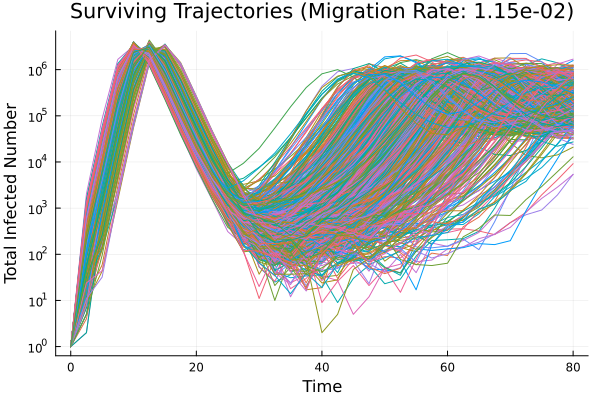 Surviving Trajectories (Migration Rate: 1.15e-02)
Total Infected Number
10⁶
10⁵
10⁴
10³
10²
10¹
10⁰
0 20 40 60 80
Time